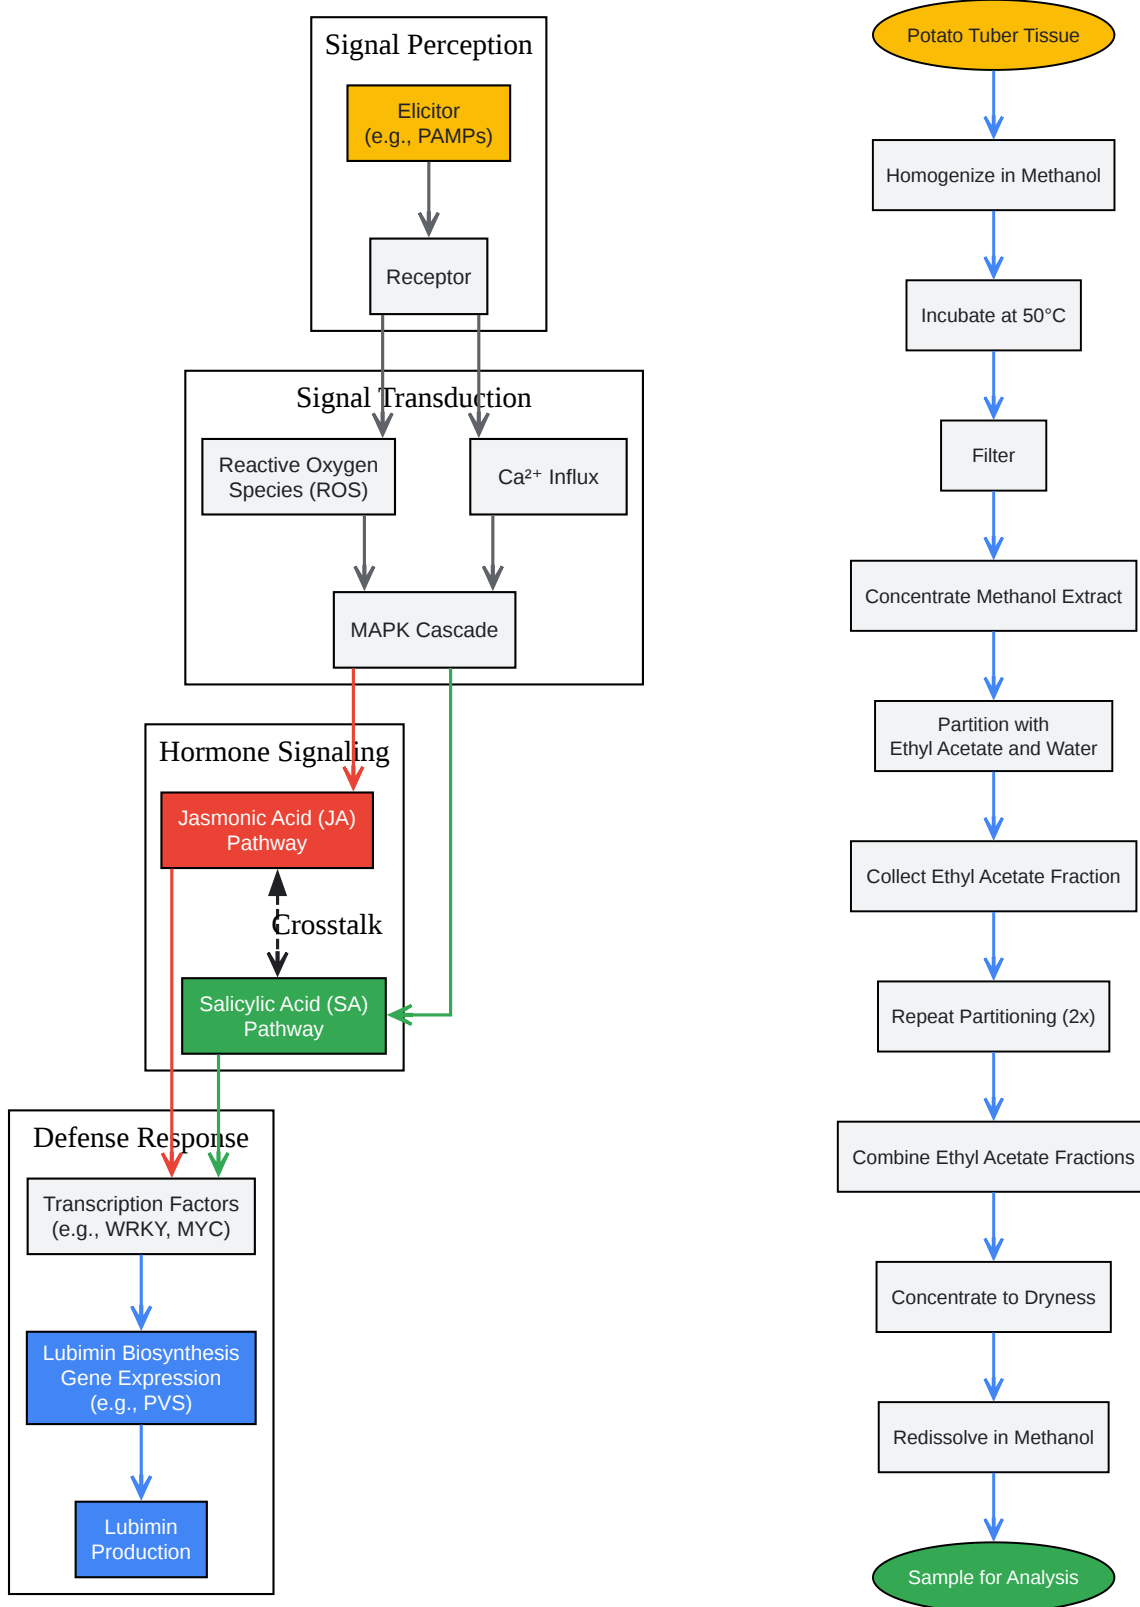 Signal Perception
Elicitor
(e.g., PAMPs)
Receptor
Signal Transduction
Reactive Oxygen
Species (ROS)
Ca²⁺ Influx
MAPK Cascade
Hormone Signaling
Jasmonic Acid (JA)
Pathway
Crosstalk
Salicylic Acid (SA)
Pathway
Defense Response
Transcription Factors
(e.g., WRKY, MYC)
Lubimin Biosynthesis
Gene Expression
(e.g., PVS)
Lubimin
Production
Potato Tuber Tissue
Homogenize in Methanol
Incubate at 50°C
Filter
Concentrate Methanol Extract
Partition with
Ethyl Acetate and Water
Collect Ethyl Acetate Fraction
Repeat Partitioning (2x)
Combine Ethyl Acetate Fractions
Concentrate to Dryness
Redissolve in Methanol
Sample for Analysis